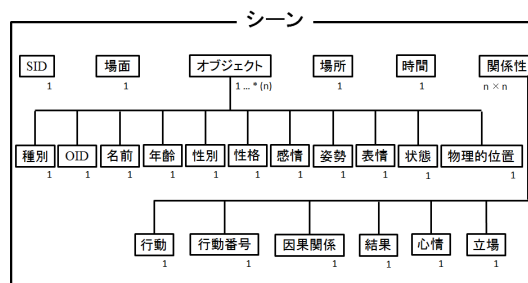 シーン
SID 場面 オブジェクト 場所 時間 関係性
1 1 1 ... * (n) 1 1 n × n
種別 OID 名前 年齢 性別 性格 感情 姿勢 表情 状態 物理的位置
1 1 1 1 1 1 1 1 1 1 1
行動 行動番号 因果関係 結果 心情 立場
1 1 1 1 1 1